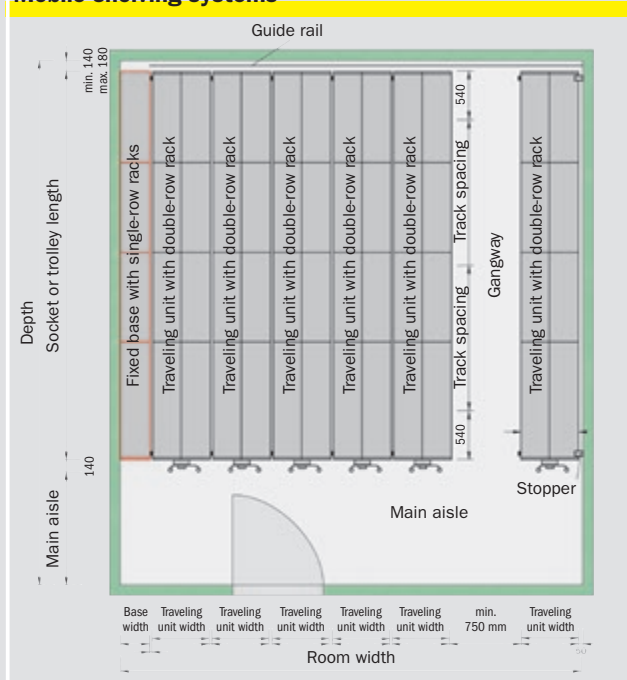 mobile shelving systems
Guide rail
min. 140
max. 180
Depth
Socket or trolley length
140
Main aisle
Fixed base with single-row racks
Traveling unit with double-row rack
Traveling unit with double-row rack
Traveling unit with double-row rack
Traveling unit with double-row rack
Traveling unit with double-row rack
540
Track spacing
Track spacing
540
Gangway
Traveling unit with double-row rack
Stopper
Main aisle
Base
width
Traveling
unit width
Traveling
unit width
Traveling
unit width
Traveling
unit width
Traveling
unit width
min.
750 mm
Traveling
unit width
50
Room width